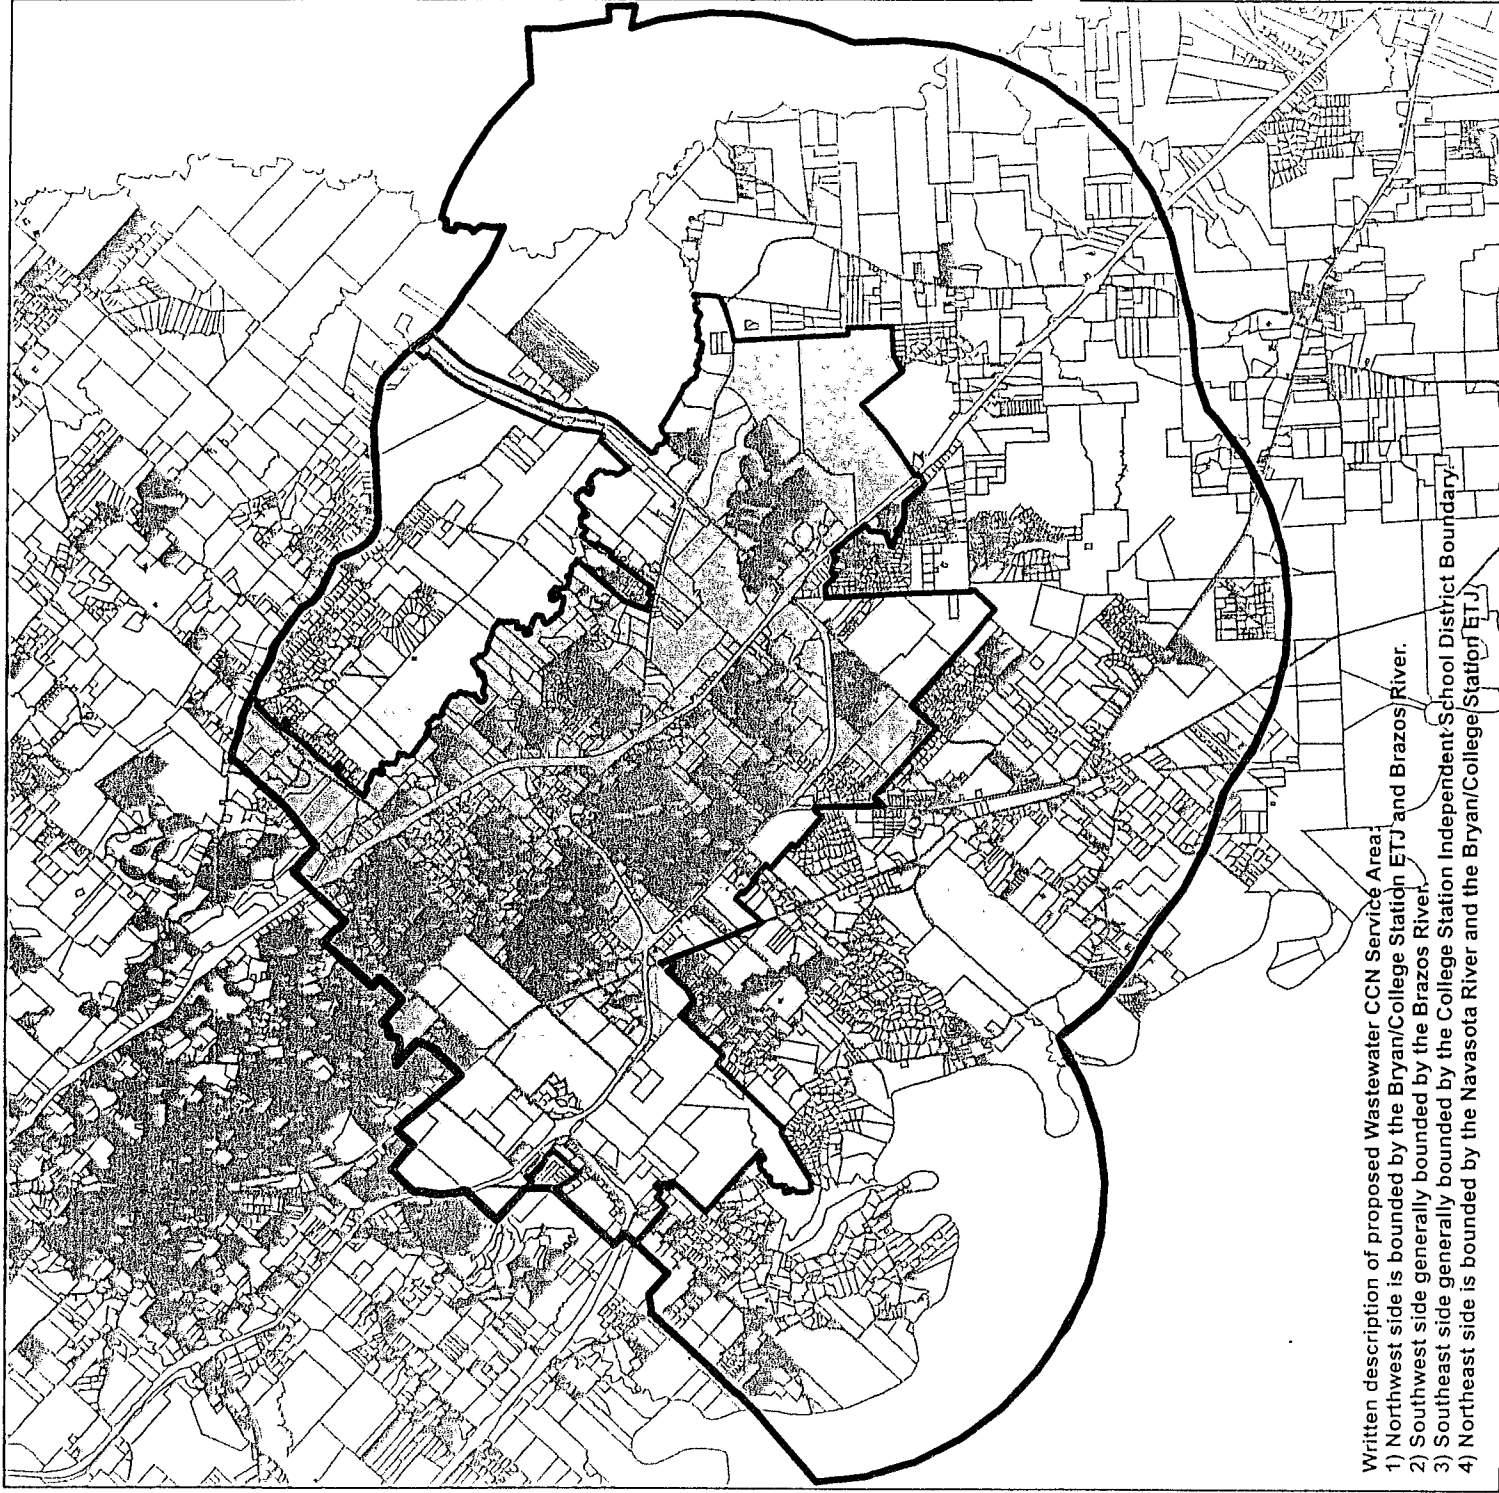 Written description of proposed Wastewater CCN Service Area:
1) Northwest side is bounded by the Bryan/College Station ETJ and Brazos River.
2) Southwest side generally bounded by the Brazos River.
3) Southeast side generally bounded by the College Station Independent School District Boundary.
4) Northeast side is bounded by the Navasota River and the Bryan/College Station ETJ.